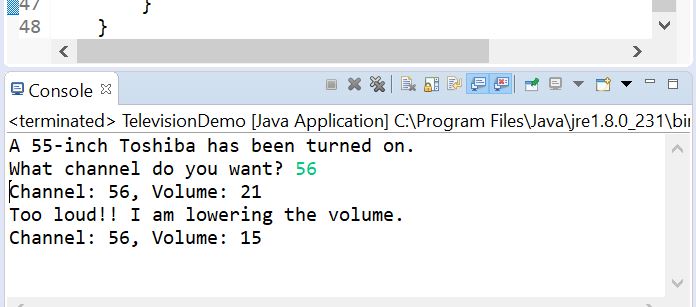 47 }
48 }
Console
<terminated> TelevisionDemo [Java Application] C:\Program Files\Java\jre1.8.0_231\bin
A 55-inch Toshiba has been turned on.
What channel do you want? 56
Channel: 56, Volume: 21
Too loud!! I am lowering the volume.
Channel: 56, Volume: 15